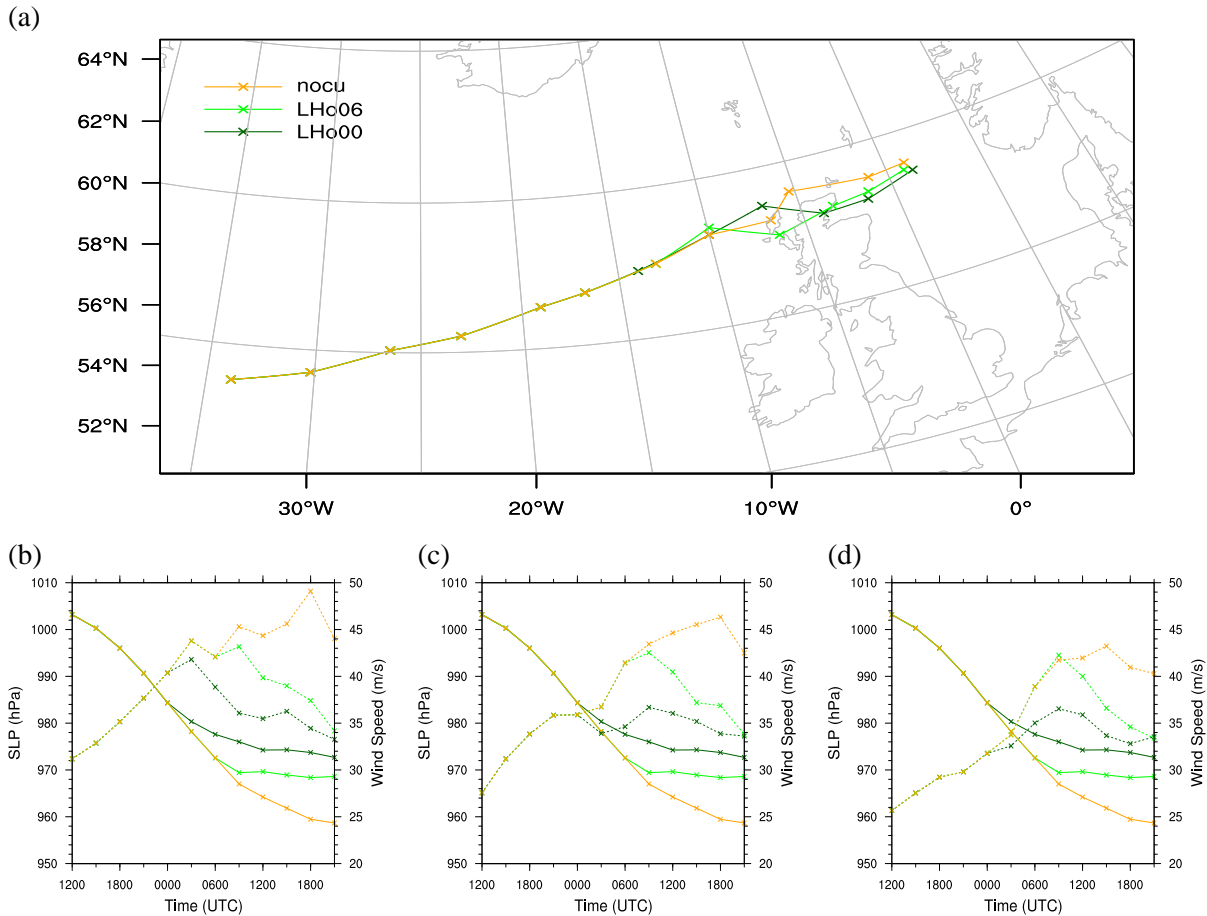 (a)
64°N
62°N
60°N
58°N
56°N
54°N
52°N
nocu
LHo06
LHo00
30°W 20°W 10°W 0°
(b) (c) (d)
1010 50 1010 50 1010 50
1000 45 1000 45 1000 45
990 40 990 40 990 40
980 35 980 35 980 35
970 30 970 30 970 30
960 25 960 25 960 25
950 20 950 20 950 20
SLP (hPa) Wind Speed (m/s) SLP (hPa) Wind Speed (m/s) SLP (hPa) Wind Speed (m/s)
1200 1800 0000 0600 1200 1800 1200 1800 0000 0600 1200 1800 1200 1800 0000 0600 1200 1800
Time (UTC) Time (UTC) Time (UTC)